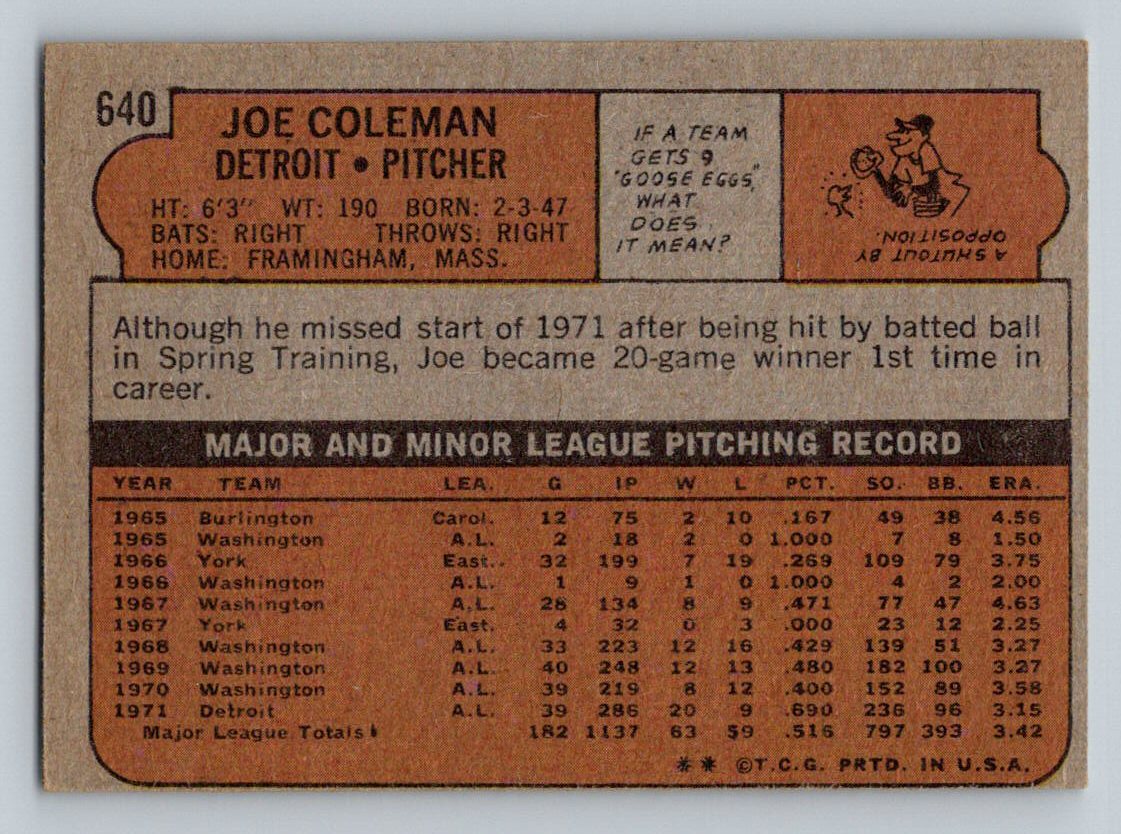 640
JOE COLEMAN
DETROIT • PITCHER
HT: 6'3" WT: 190 BORN: 2-3-47
BATS: RIGHT THROWS: RIGHT
HOME: FRAMINGHAM, MASS.
IF A TEAM
GETS 9
"GOOSE EGGS,"
WHAT
DOES
IT MEAN?
A SHUTOUT BY
OPPOSITION.
Although he missed start of 1971 after being hit by batted ball
in Spring Training, Joe became 20-game winner 1st time in
career.
MAJOR AND MINOR LEAGUE PITCHING RECORD
YEAR TEAM LEA. G IP W L PCT. SO. BB. ERA.
1965 Burlington Carol. 12 75 2 10 .167 49 38 4.56
1965 Washington A.L. 2 18 2 0 1.000 7 8 1.50
1966 York East. 32 199 7 19 .269 109 79 3.75
1966 Washington A.L. 1 9 1 0 1.000 4 2 2.00
1967 Washington A.L. 28 134 8 9 .471 77 47 4.63
1967 York East. 4 32 0 3 .000 23 12 2.25
1968 Washington A.L. 33 223 12 16 .429 139 51 3.27
1969 Washington A.L. 40 248 12 13 .480 182 100 3.27
1970 Washington A.L. 39 219 8 12 .400 152 89 3.58
1971 Detroit A.L. 39 286 20 9 .690 236 96 3.15
Major League Totals 182 1137 63 59 .516 797 393 3.42
** ©T.C.G. PRTD. IN U.S.A.